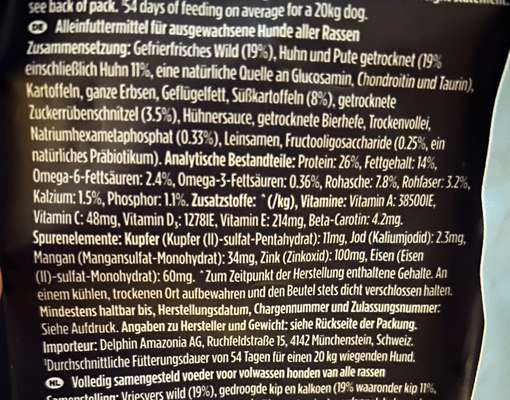 see back of pack. 54 days of feeding on average for a 20kg dog.
DE Alleinfuttermittel für ausgewachsene Hunde aller Rassen
Zusammensetzung: Gefrierfrisches Wild (19%), Huhn und Pute getrocknet (19%
einschließlich Huhn 11%, eine natürliche Quelle an Glucosamin, Chondroitin und Taurin),
Kartoffeln, ganze Erbsen, Geflügelfett, Süßkartoffeln (8%), getrocknete
Zuckerrübenschnitzel (3.5%), Hühnersauce, getrocknete Bierhefe, Trockenvollei,
Natriumhexametaphosphat (0.33%), Leinsamen, Fructooligosaccharide (0.25%, ein
natürliches Präbiotikum). Analytische Bestandteile: Protein: 26%, Fettgehalt: 14%,
Omega-6-Fettsäuren: 2.4%, Omega-3-Fettsäuren: 0.36%, Rohasche: 7.8%, Rohfaser: 3.2%,
Kalzium: 1.5%, Phosphor: 1.1%. Zusatzstoffe: ^(/kg), Vitamine: Vitamin A: 38500IE,
Vitamin C: 48mg, Vitamin D₃: 1278IE, Vitamin E: 214mg, Beta-Carotin: 4.2mg.
Spurenelemente: Kupfer (Kupfer (II)-sulfat-Pentahydrat): 11mg, Jod (Kaliumjodid): 2.3mg,
Mangan (Mangansulfat-Monohydrat): 34mg, Zink (Zinkoxid): 100mg, Eisen (Eisen
(II)-sulfat-Monohydrat): 60mg. ^Zum Zeitpunkt der Herstellung enthaltene Gehalte. An
einem kühlen, trockenen Ort aufbewahren und den Beutel stets dicht verschlossen halten.
Mindestens haltbar bis, Herstellungsdatum, Chargennummer und Zulassungsnummer:
Siehe Aufdruck. Angaben zu Hersteller und Gewicht: siehe Rückseite der Packung.
Importeur: Delphin Amazonia AG, Ruchfeldstraße 15, 4142 Münchenstein, Schweiz.
¹Durchschnittliche Fütterungsdauer von 54 Tagen für einen 20 kg wiegenden Hund.
NL Volledig samengesteld voeder voor volwassen honden van alle rassen
Samenstelling: Vriesvers wild (19%), gedroogde kip en kalkoen (19% waaronder kip 11%,